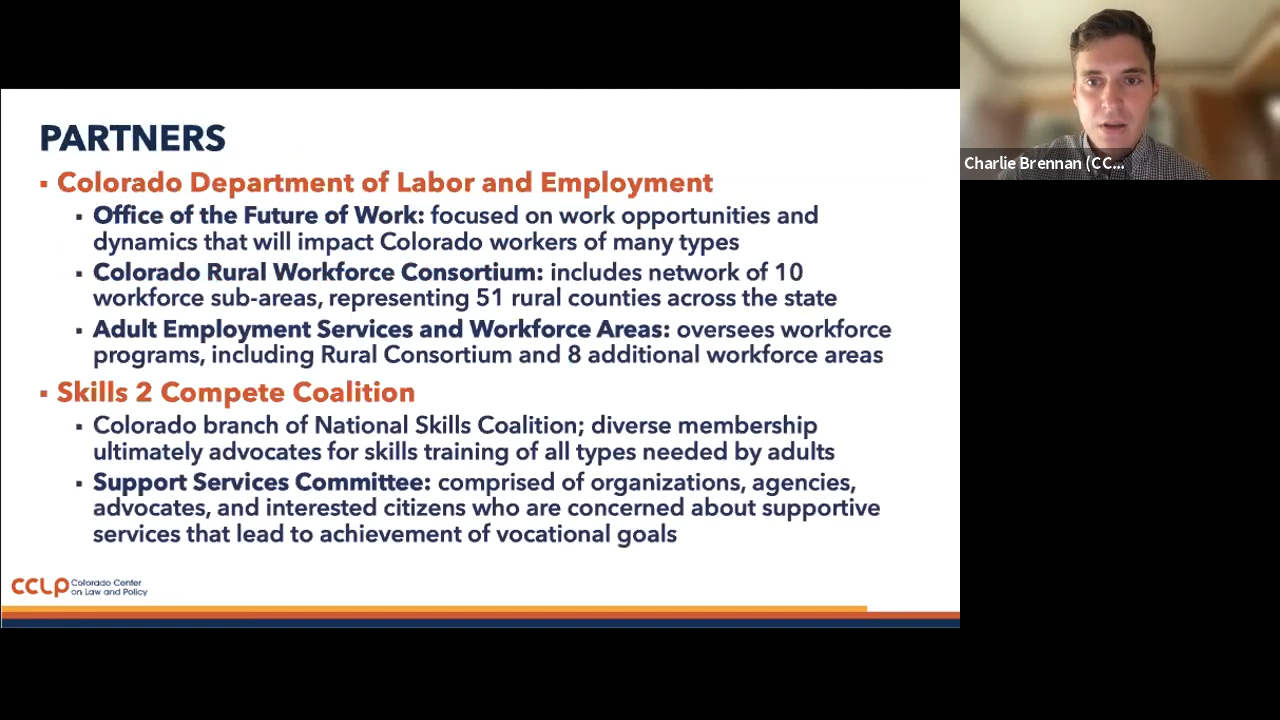 PARTNERS
▪ Colorado Department of Labor and Employment
▪ Office of the Future of Work: focused on work opportunities and
dynamics that will impact Colorado workers of many types
▪ Colorado Rural Workforce Consortium: includes network of 10
workforce sub-areas, representing 51 rural counties across the state
▪ Adult Employment Services and Workforce Areas: oversees workforce
programs, including Rural Consortium and 8 additional workforce areas
▪ Skills 2 Compete Coalition
▪ Colorado branch of National Skills Coalition; diverse membership
ultimately advocates for skills training of all types needed by adults
▪ Support Services Committee: comprised of organizations, agencies,
advocates, and interested citizens who are concerned about supportive
services that lead to achievement of vocational goals
CCLP Colorado Center
on Law and Policy
Charlie Brennan (CC...